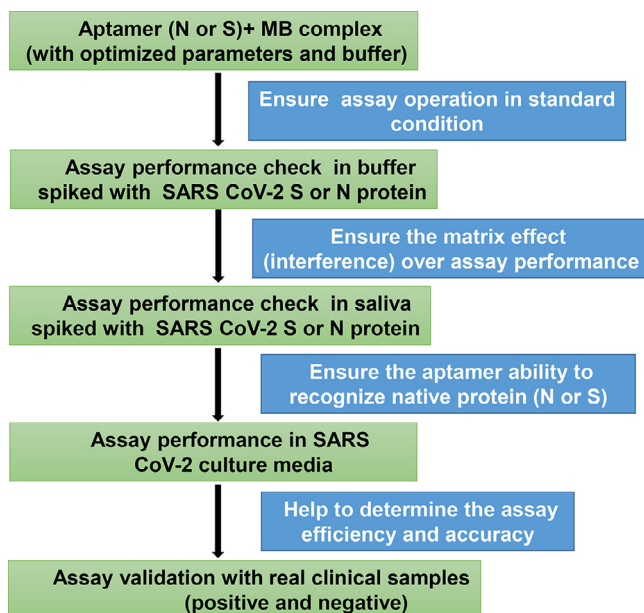 Aptamer (N or S)+ MB complex
(with optimized parameters and buffer)
Ensure assay operation in standard
condition
Assay performance check in buffer
spiked with SARS CoV-2 S or N protein
Ensure the matrix effect
(interference) over assay performance
Assay performance check in saliva
spiked with SARS CoV-2 S or N protein
Ensure the aptamer ability to
recognize native protein (N or S)
Assay performance in SARS
CoV-2 culture media
Help to determine the assay
efficiency and accuracy
Assay validation with real clinical samples
(positive and negative)